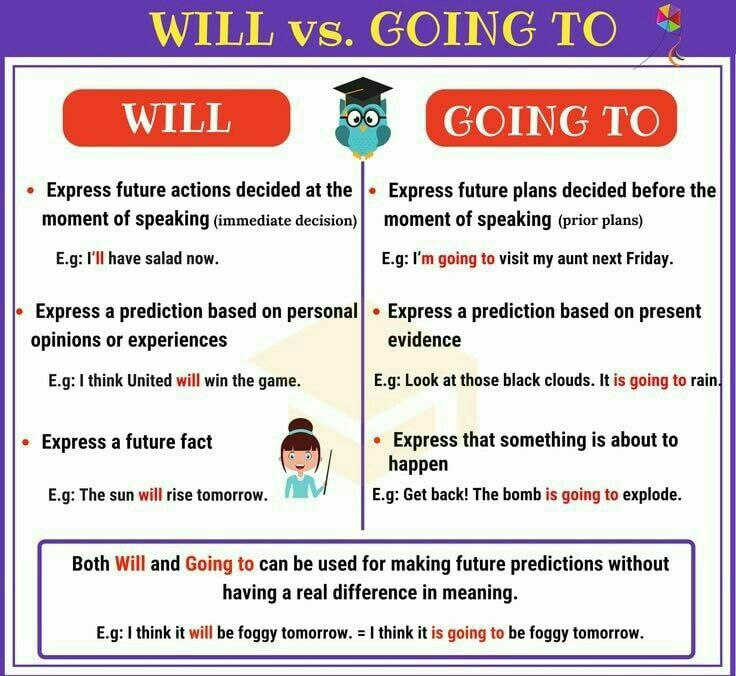 WILL vs. GOING TO
WILL
• Express future actions decided at the
moment of speaking (immediate decision)
E.g: I'll have salad now.
• Express a prediction based on personal
opinions or experiences
E.g: I think United will win the game.
• Express a future fact
E.g: The sun will rise tomorrow.
GOING TO
• Express future plans decided before the
moment of speaking (prior plans)
E.g: I'm going to visit my aunt next Friday.
• Express a prediction based on present
evidence
E.g: Look at those black clouds. It is going to rain.
• Express that something is about to
happen
E.g: Get back! The bomb is going to explode.
Both Will and Going to can be used for making future predictions without
having a real difference in meaning.
E.g: I think it will be foggy tomorrow. = I think it is going to be foggy tomorrow.